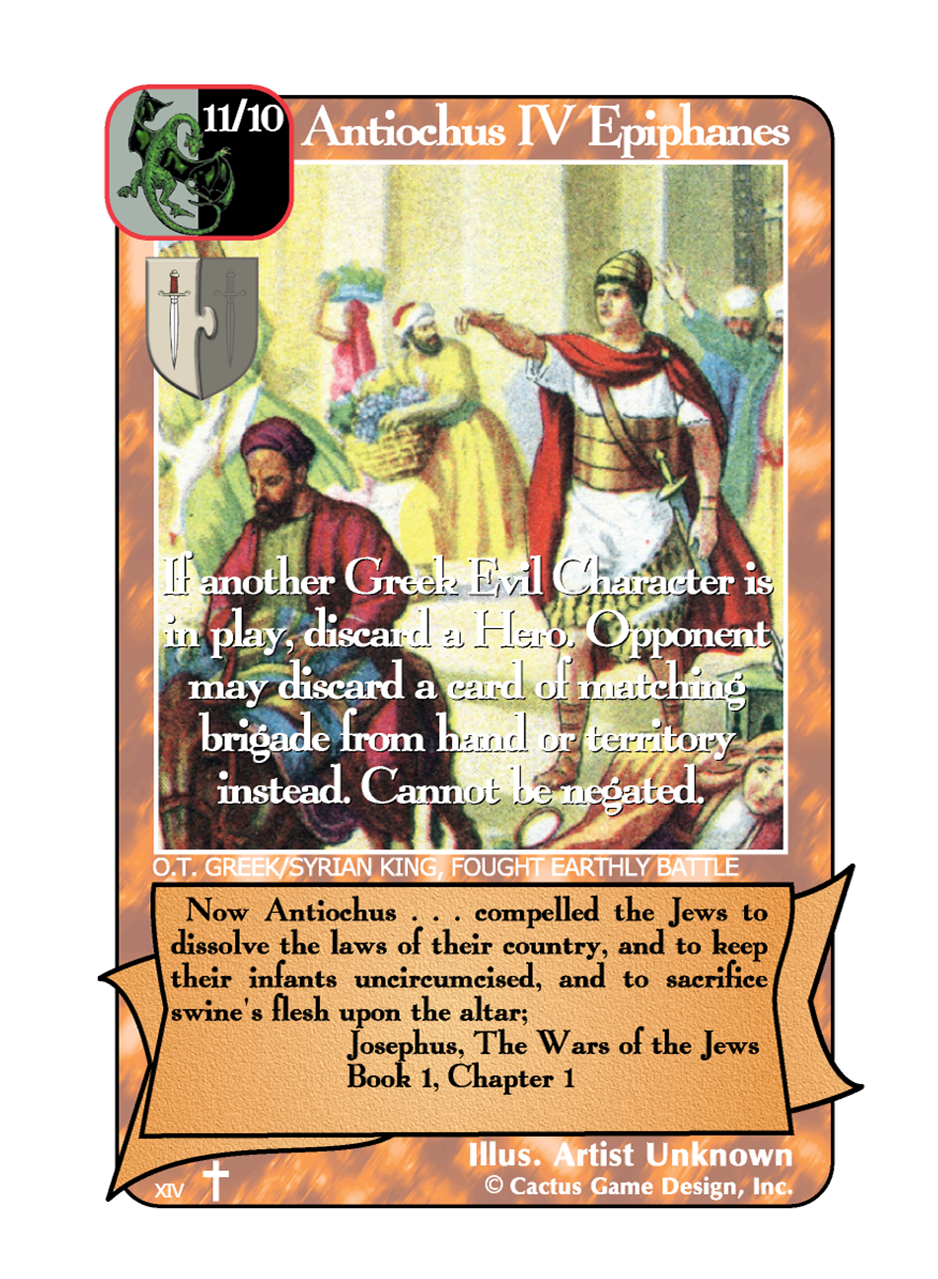 11/10 Antiochus IV Epiphanes
If another Greek Evil Character is
in play, discard a Hero. Opponent
may discard a card of matching
brigade from hand or territory
instead. Cannot be negated.
O.T. GREEK/SYRIAN KING, FOUGHT EARTHLY BATTLE
Now Antiochus . . . compelled the Jews to
dissolve the laws of their country, and to keep
their infants uncircumcised, and to sacrifice
swine's flesh upon the altar;
Josephus, The Wars of the Jews
Book 1, Chapter 1
Illus. Artist Unknown
XIV © Cactus Game Design, Inc.